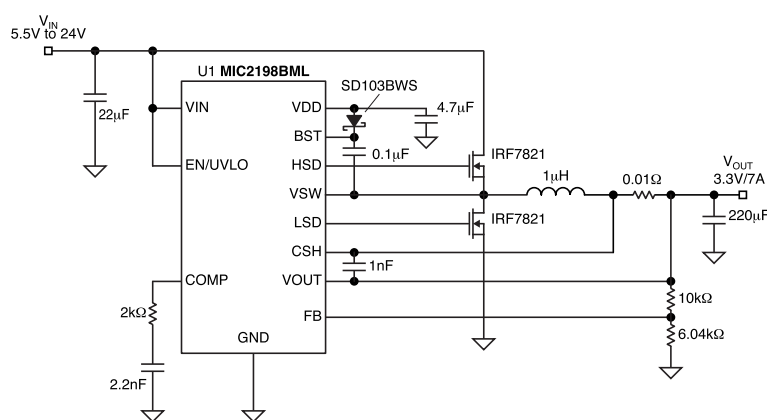 VIN
5.5V to 24V
U1 MIC2198BML
SD103BWS
22µF
VIN
VDD
4.7µF
BST
0.1µF
EN/UVLO
HSD
IRF7821
VSW
1µH
0.01Ω
VOUT
3.3V/7A
LSD
IRF7821
220µF
CSH
1nF
COMP
VOUT
2kΩ
10kΩ
FB
6.04kΩ
GND
2.2nF